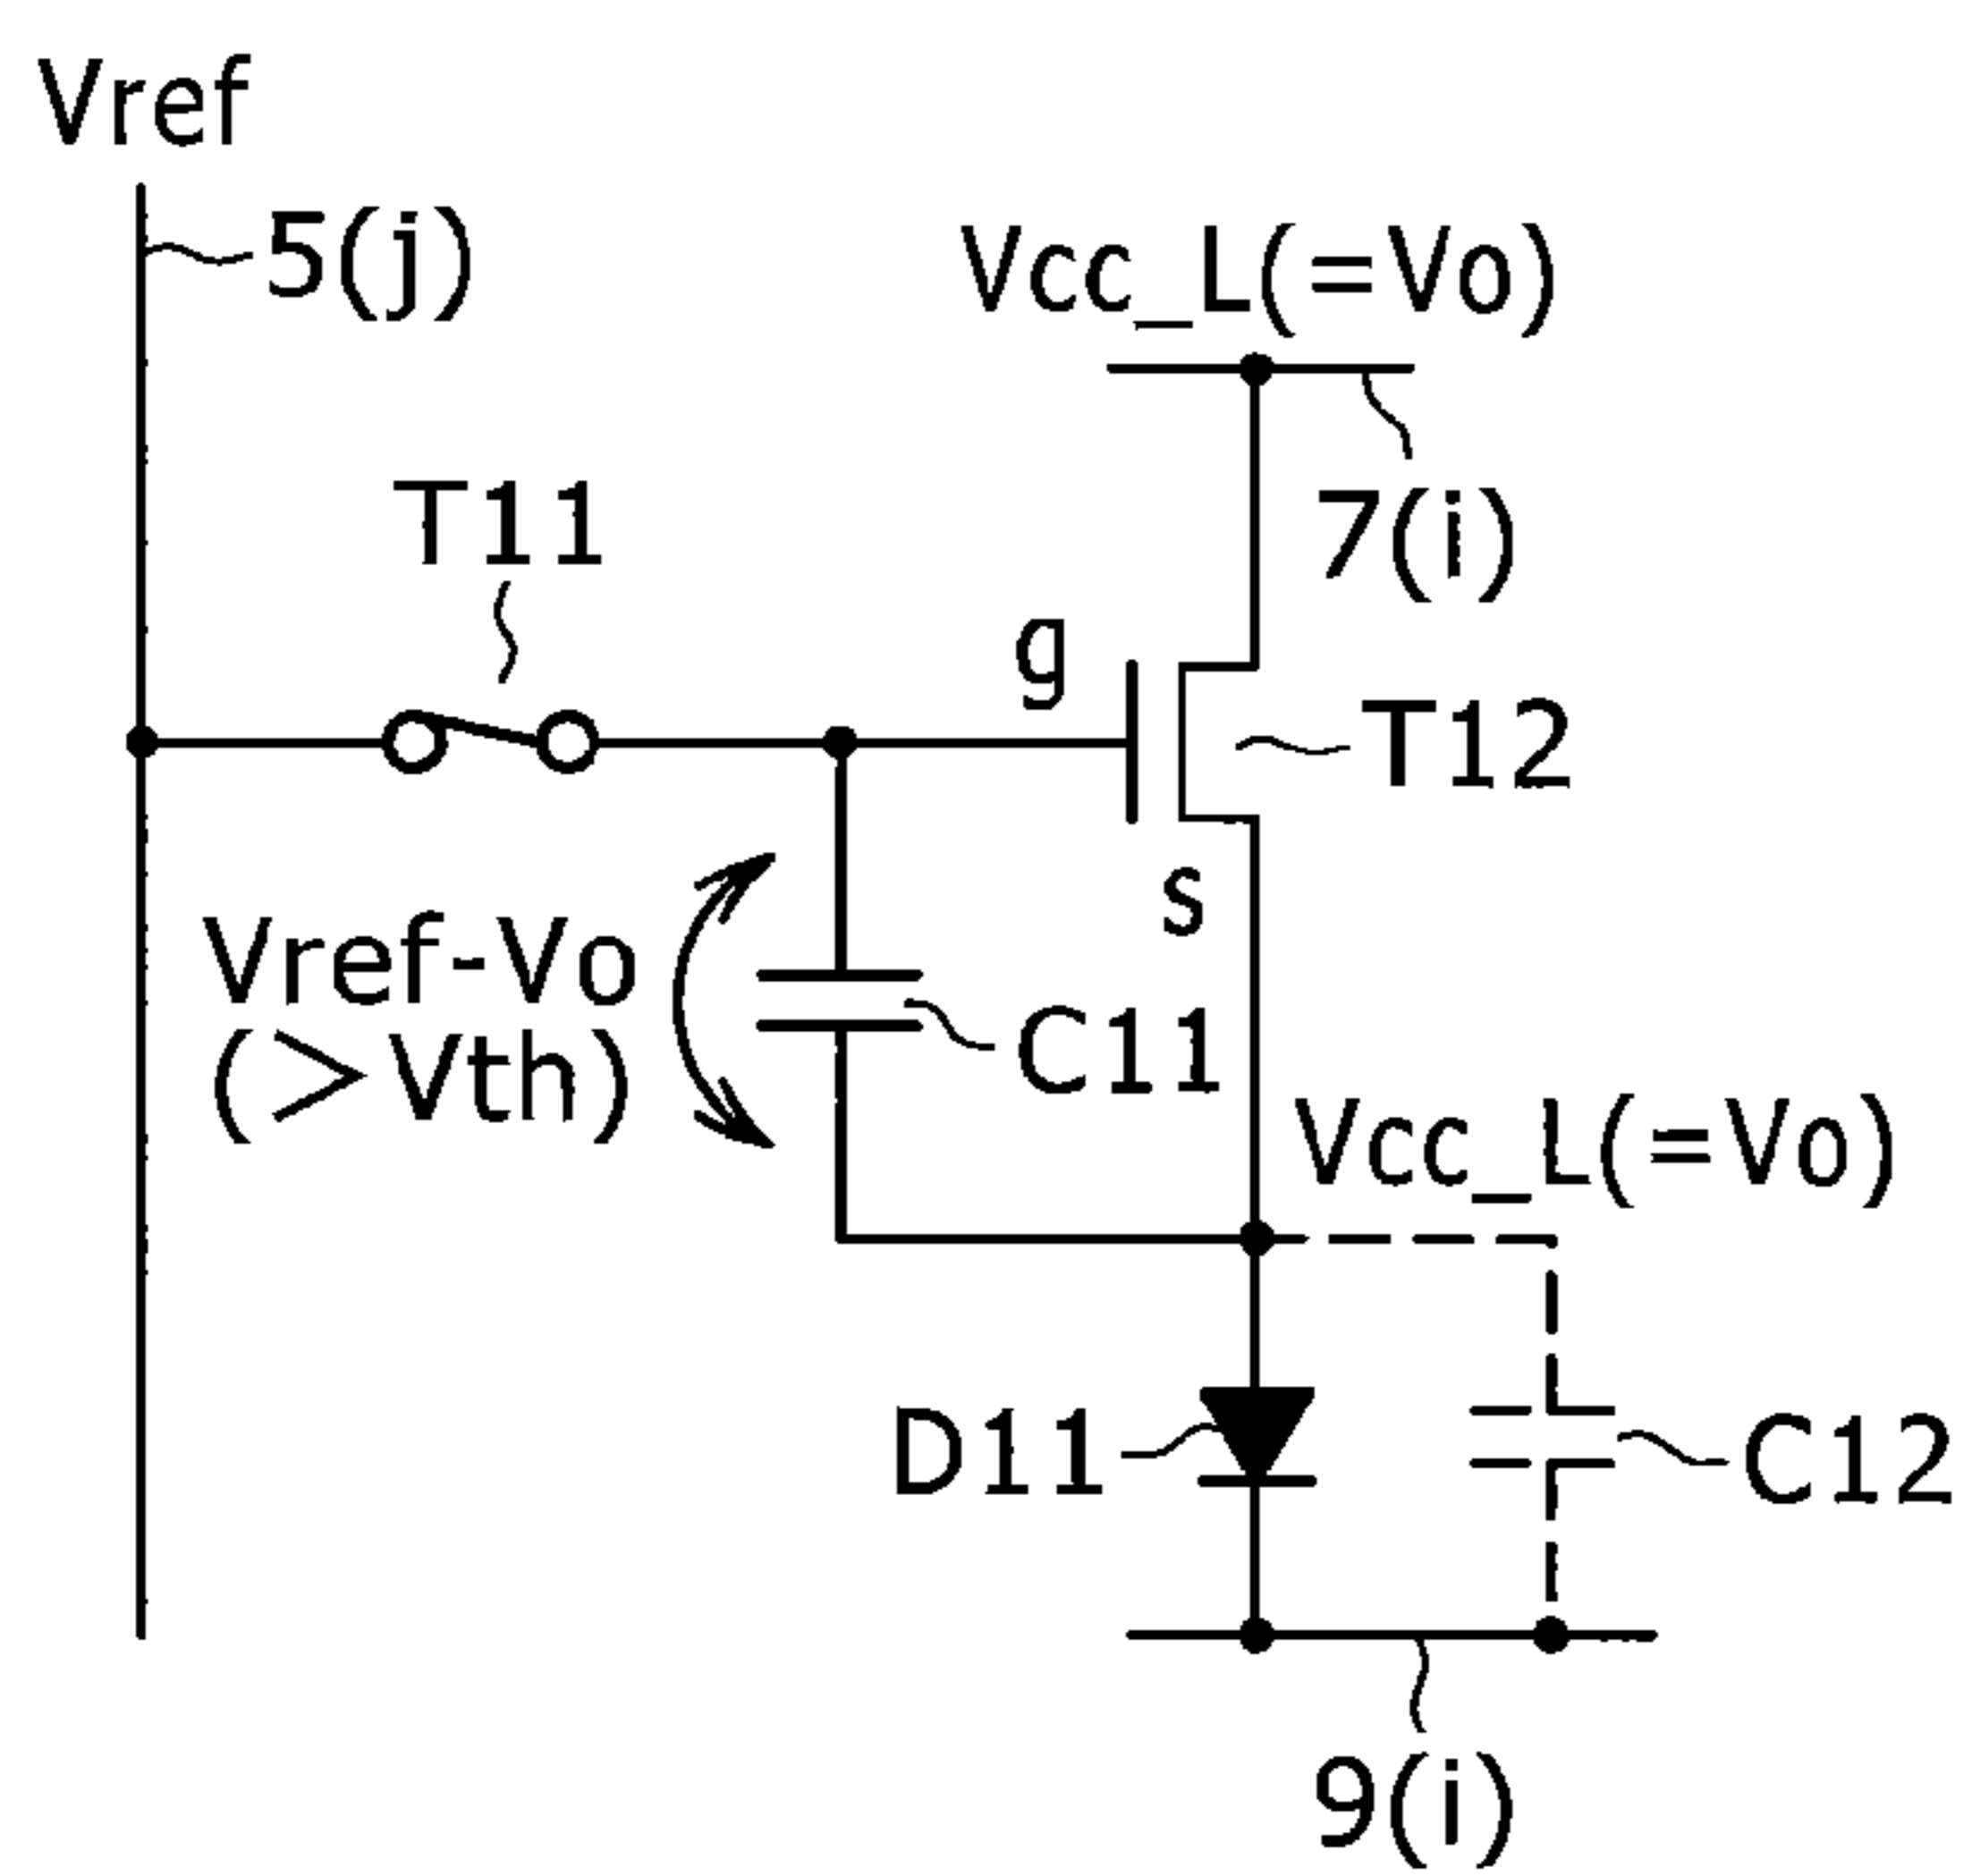 Vref
5(j)
Vcc_L(=Vo)
7(i)
T11
g
T12
s
Vref-Vo
(>Vth)
C11
Vcc_L(=Vo)
D11
C12
9(i)